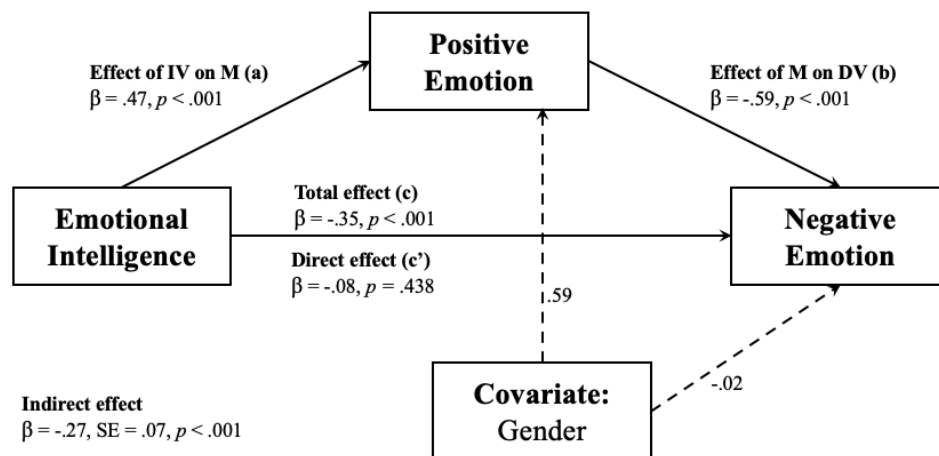 Positive
Emotion
Effect of IV on M (a)
β = .47, p < .001
Effect of M on DV (b)
β = -.59, p < .001
Emotional
Intelligence
Total effect (c)
β = -.35, p < .001
Direct effect (c’)
β = -.08, p = .438
Negative
Emotion
.59
-.02
Covariate:
Gender
Indirect effect
β = -.27, SE = .07, p < .001